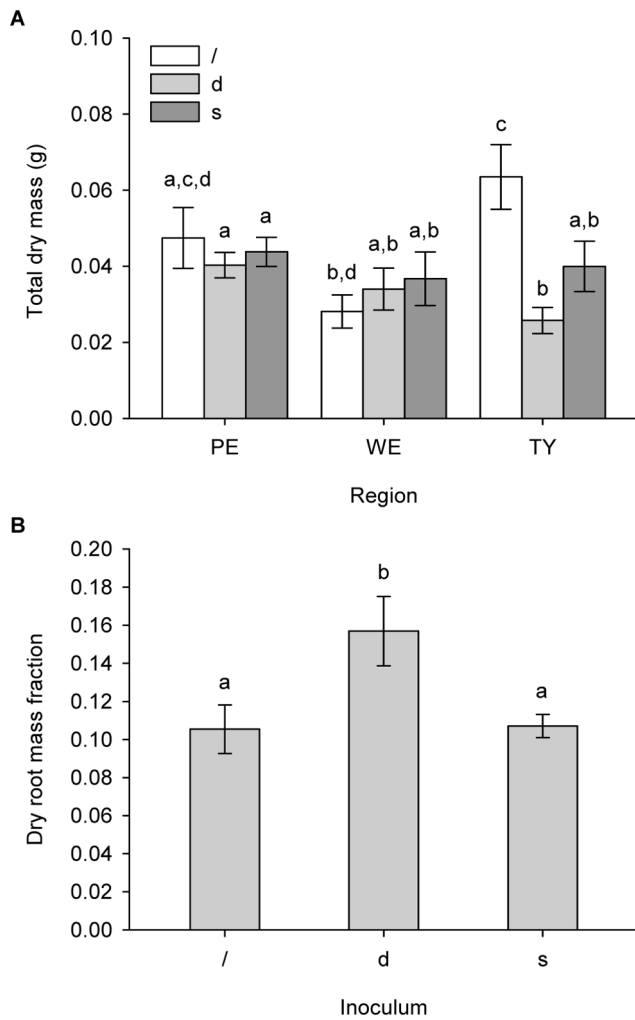 A
0.10
0.08
0.06
0.04
0.02
0.00
Total dry mass (g)
/
d
s
a,c,d
a
a
b,d
a,b
a,b
c
b
a,b
PE
WE
TY
Region
B
0.20
0.18
0.16
0.14
0.12
0.10
0.08
0.06
0.04
0.02
0.00
Dry root mass fraction
a
b
a
/
d
s
Inoculum